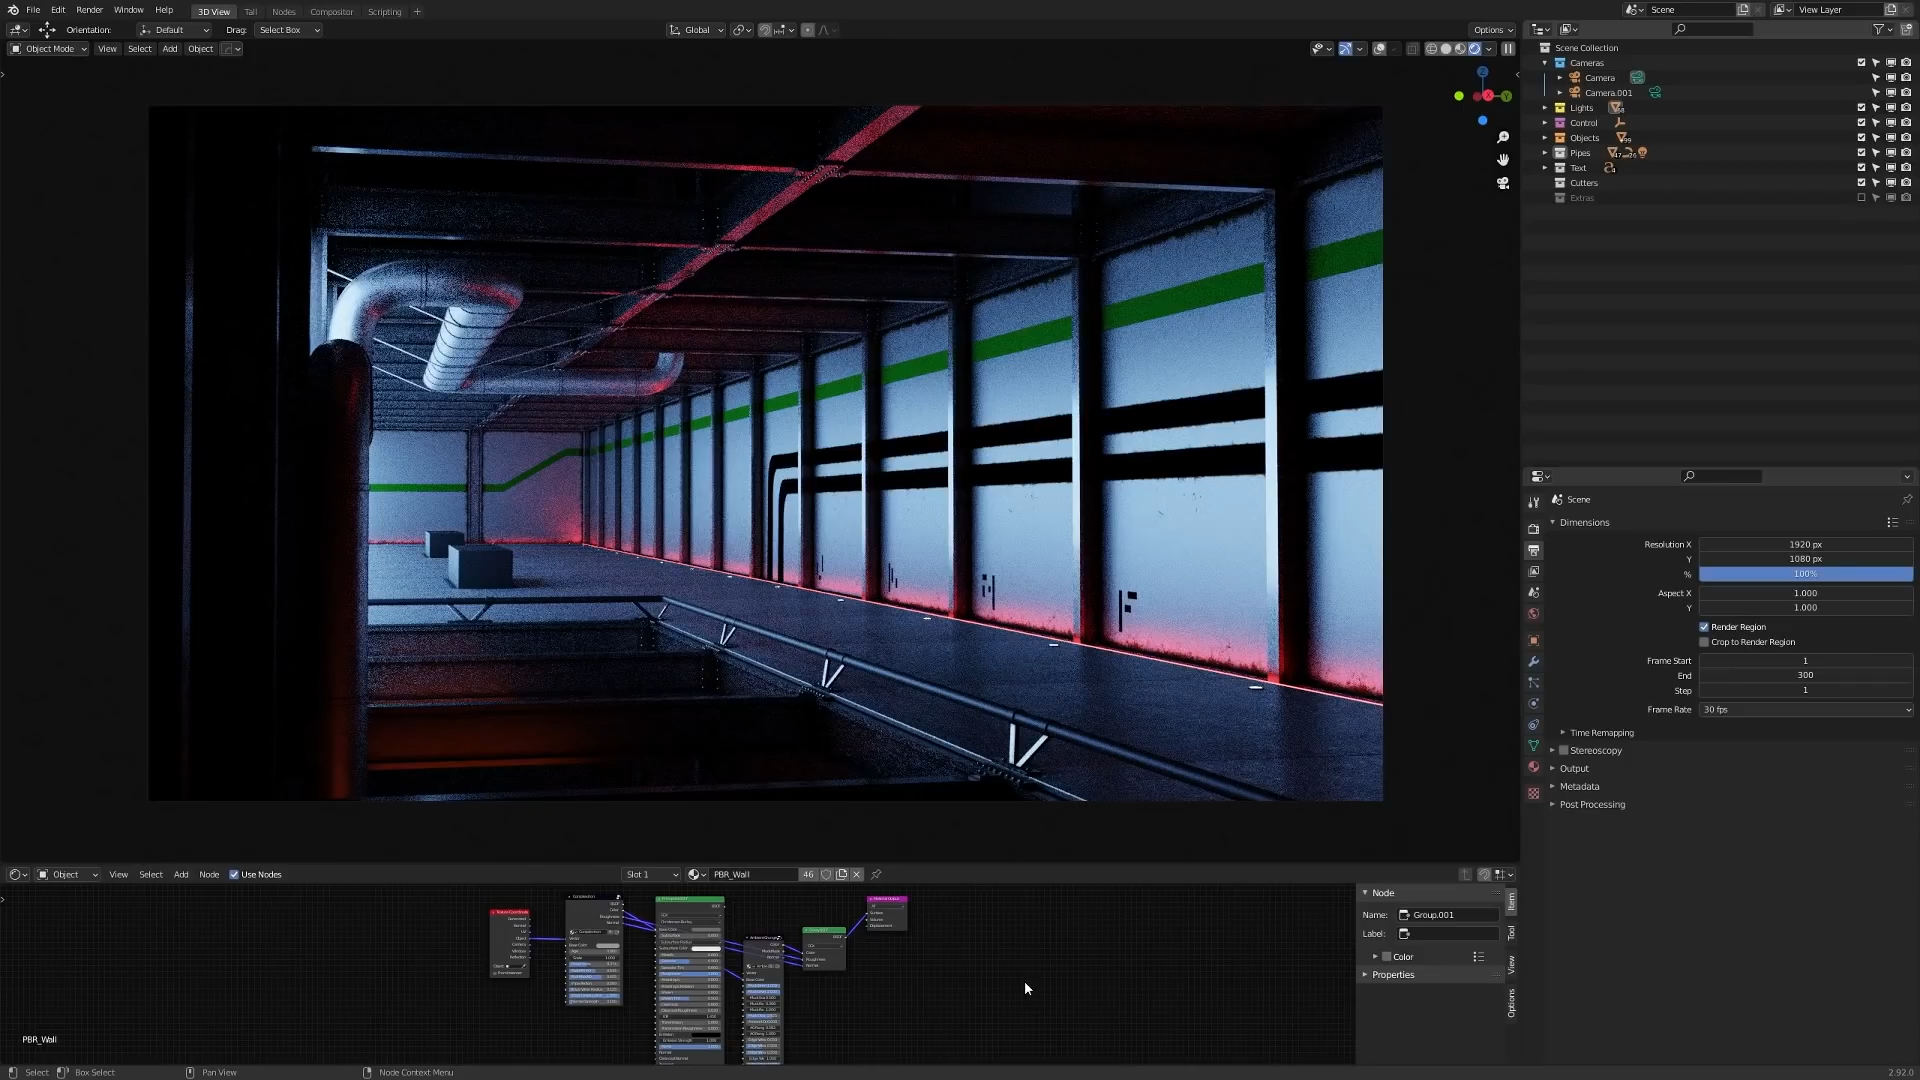 File Edit Render Window Help
3D View Tall Nodes Compositor Scripting +
Scene
View Layer
Orientation: Default Drag: Select Box
Global
Options
Object Mode View Select Add Object
Scene Collection
Cameras
Camera
Camera.001
Lights
Control
Objects
Pipes
Text
Cutters
Extras
Scene
Dimensions
Resolution X 1920 px
Y 1080 px
% 100%
Aspect X 1.000
Y 1.000
Render Region
Crop to Render Region
Frame Start 1
End 300
Step 1
Frame Rate 30 fps
Time Remapping
Stereoscopy
Output
Metadata
Post Processing
Object View Select Add Node Use Nodes Slot 1 PBR_Wall 46
Node
Name: Group.001
Label:
Color
Properties
Item
Tool
View
Options
PBR_Wall
Select Box Select Pan View Node Context Menu 2.92.0